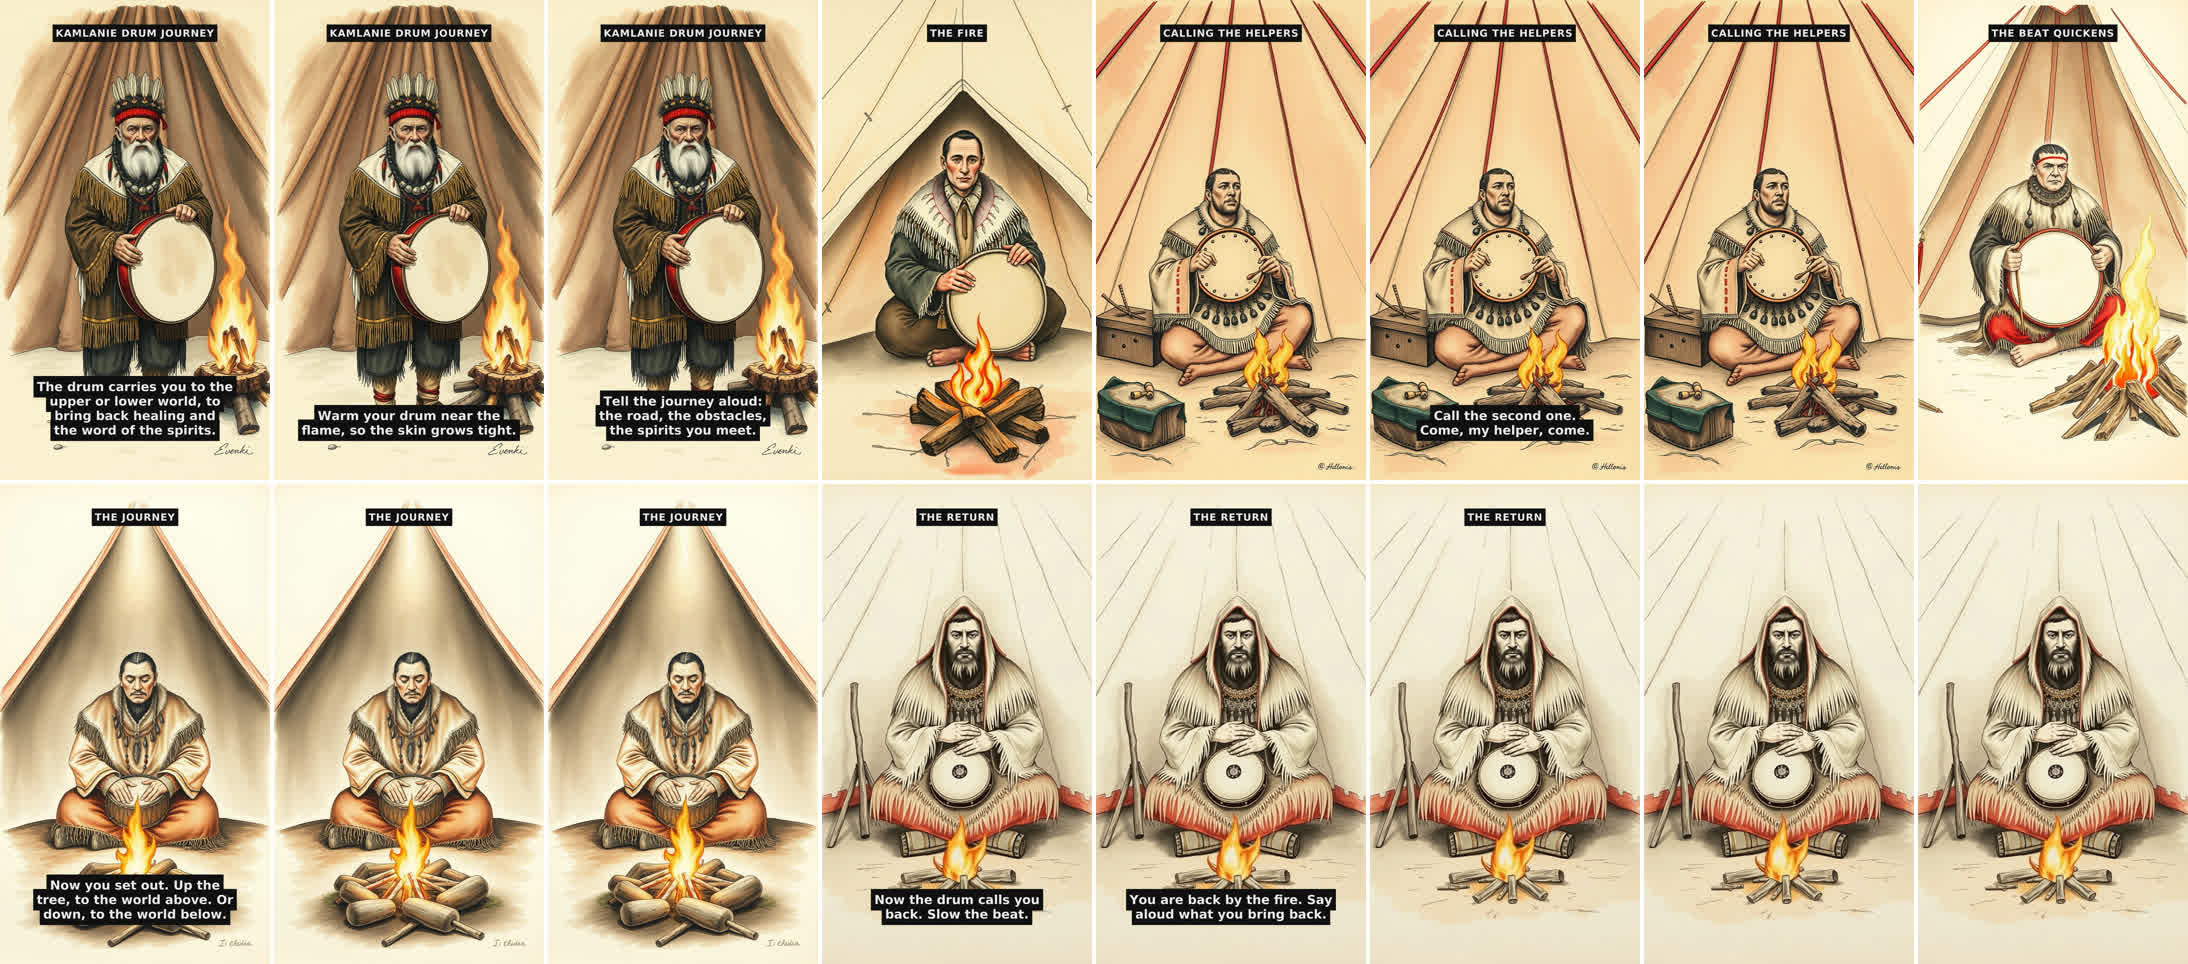 KAMLANIE DRUM JOURNEY
The drum carries you to the
upper or lower world, to
bring back healing and
the word of the spirits.
Evenki
KAMLANIE DRUM JOURNEY
Warm your drum near the
flame, so the skin grows tight.
Evenki
KAMLANIE DRUM JOURNEY
Tell the journey aloud:
the road, the obstacles,
the spirits you meet.
Evenki
THE FIRE
CALLING THE HELPERS
CALLING THE HELPERS
Call the second one.
Come, my helper, come.
CALLING THE HELPERS
THE BEAT QUICKENS
THE JOURNEY
Now you set out. Up the
tree, to the world above. Or
down, to the world below.
THE JOURNEY
THE JOURNEY
THE RETURN
Now the drum calls you
back. Slow the beat.
THE RETURN
You are back by the fire. Say
aloud what you bring back.
THE RETURN